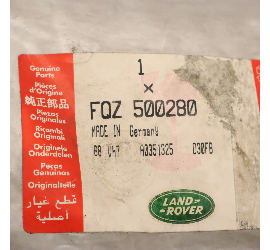 Genuine
Parts
Pièces
d'Origine
純正部品
Piezas
Originales
Ricambi
Originali
Originele
Onderdelen
Peças
Genuínas
Originalteile
قطع غيار
أصلية
1
×
FQZ 500280
MADE IN Germany
LAND-
-ROVER